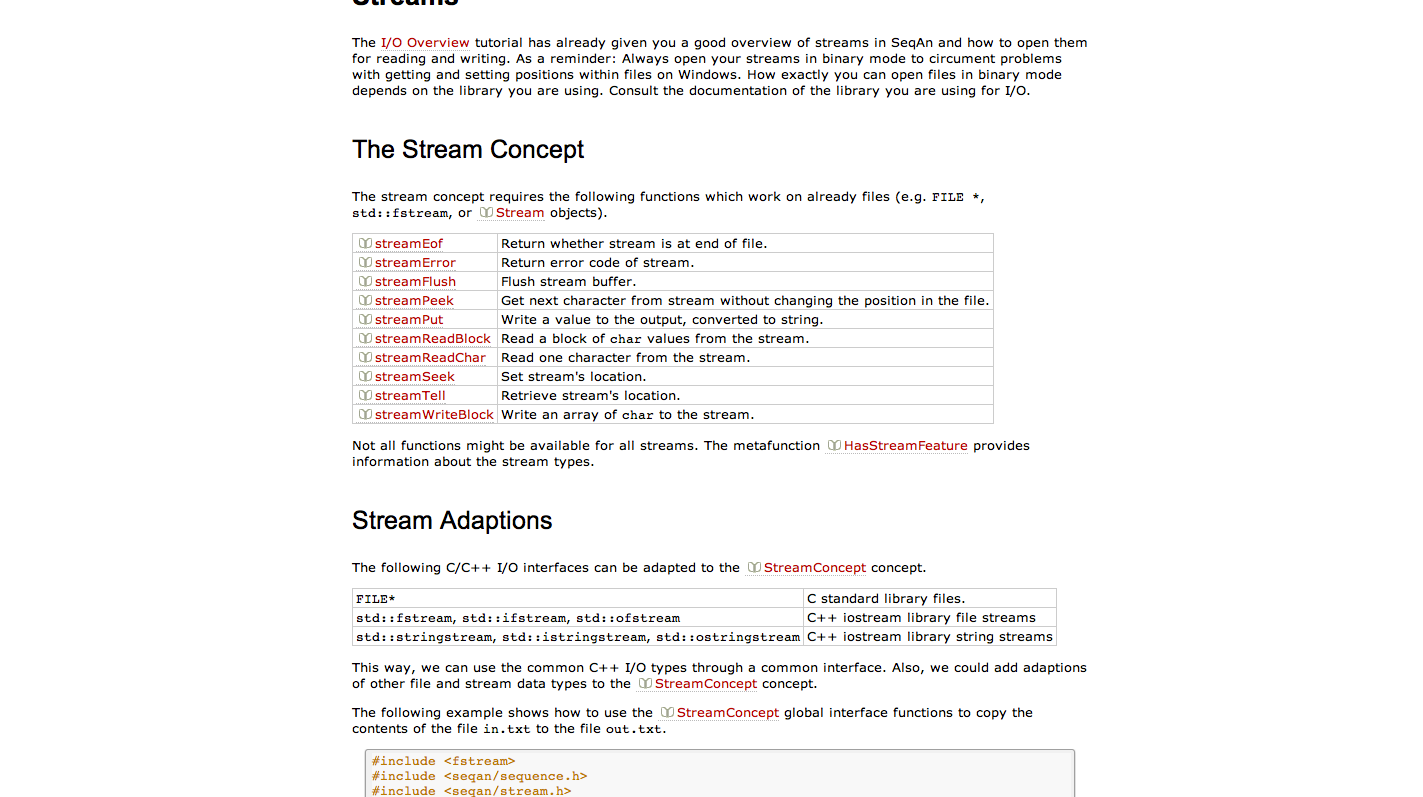 Streams
The I/O Overview tutorial has already given you a good overview of streams in SeqAn and how to open them
for reading and writing. As a reminder: Always open your streams in binary mode to circument problems
with getting and setting positions within files on Windows. How exactly you can open files in binary mode
depends on the library you are using. Consult the documentation of the library you are using for I/O.
The Stream Concept
The stream concept requires the following functions which work on already files (e.g. FILE *,
std::fstream, or Stream objects).
streamEof Return whether stream is at end of file.
streamError Return error code of stream.
streamFlush Flush stream buffer.
streamPeek Get next character from stream without changing the position in the file.
streamPut Write a value to the output, converted to string.
streamReadBlock Read a block of char values from the stream.
streamReadChar Read one character from the stream.
streamSeek Set stream's location.
streamTell Retrieve stream's location.
streamWriteBlock Write an array of char to the stream.
Not all functions might be available for all streams. The metafunction HasStreamFeature provides
information about the stream types.
Stream Adaptions
The following C/C++ I/O interfaces can be adapted to the StreamConcept concept.
FILE* C standard library files.
std::fstream, std::ifstream, std::ofstream C++ iostream library file streams
std::stringstream, std::istringstream, std::ostringstream C++ iostream library string streams
This way, we can use the common C++ I/O types through a common interface. Also, we could add adaptions
of other file and stream data types to the StreamConcept concept.
The following example shows how to use the StreamConcept global interface functions to copy the
contents of the file in.txt to the file out.txt.
#include <fstream>
#include <seqan/sequence.h>
#include <seqan/stream.h>